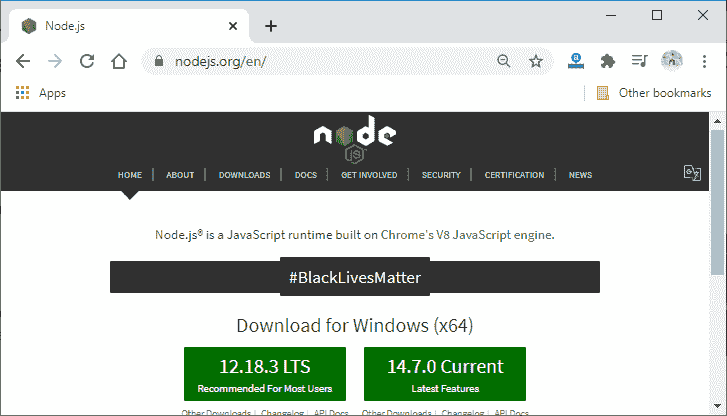 Node.js
nodejs.org/en/
Apps
Other bookmarks
node
JS
HOME ABOUT DOWNLOADS DOCS GET INVOLVED SECURITY CERTIFICATION NEWS
Node.js® is a JavaScript runtime built on Chrome's V8 JavaScript engine.
#BlackLivesMatter
Download for Windows (x64)
12.18.3 LTS
Recommended For Most Users
14.7.0 Current
Latest Features
Other Downloads | Changelog | API Docs
Other Downloads | Changelog | API Docs